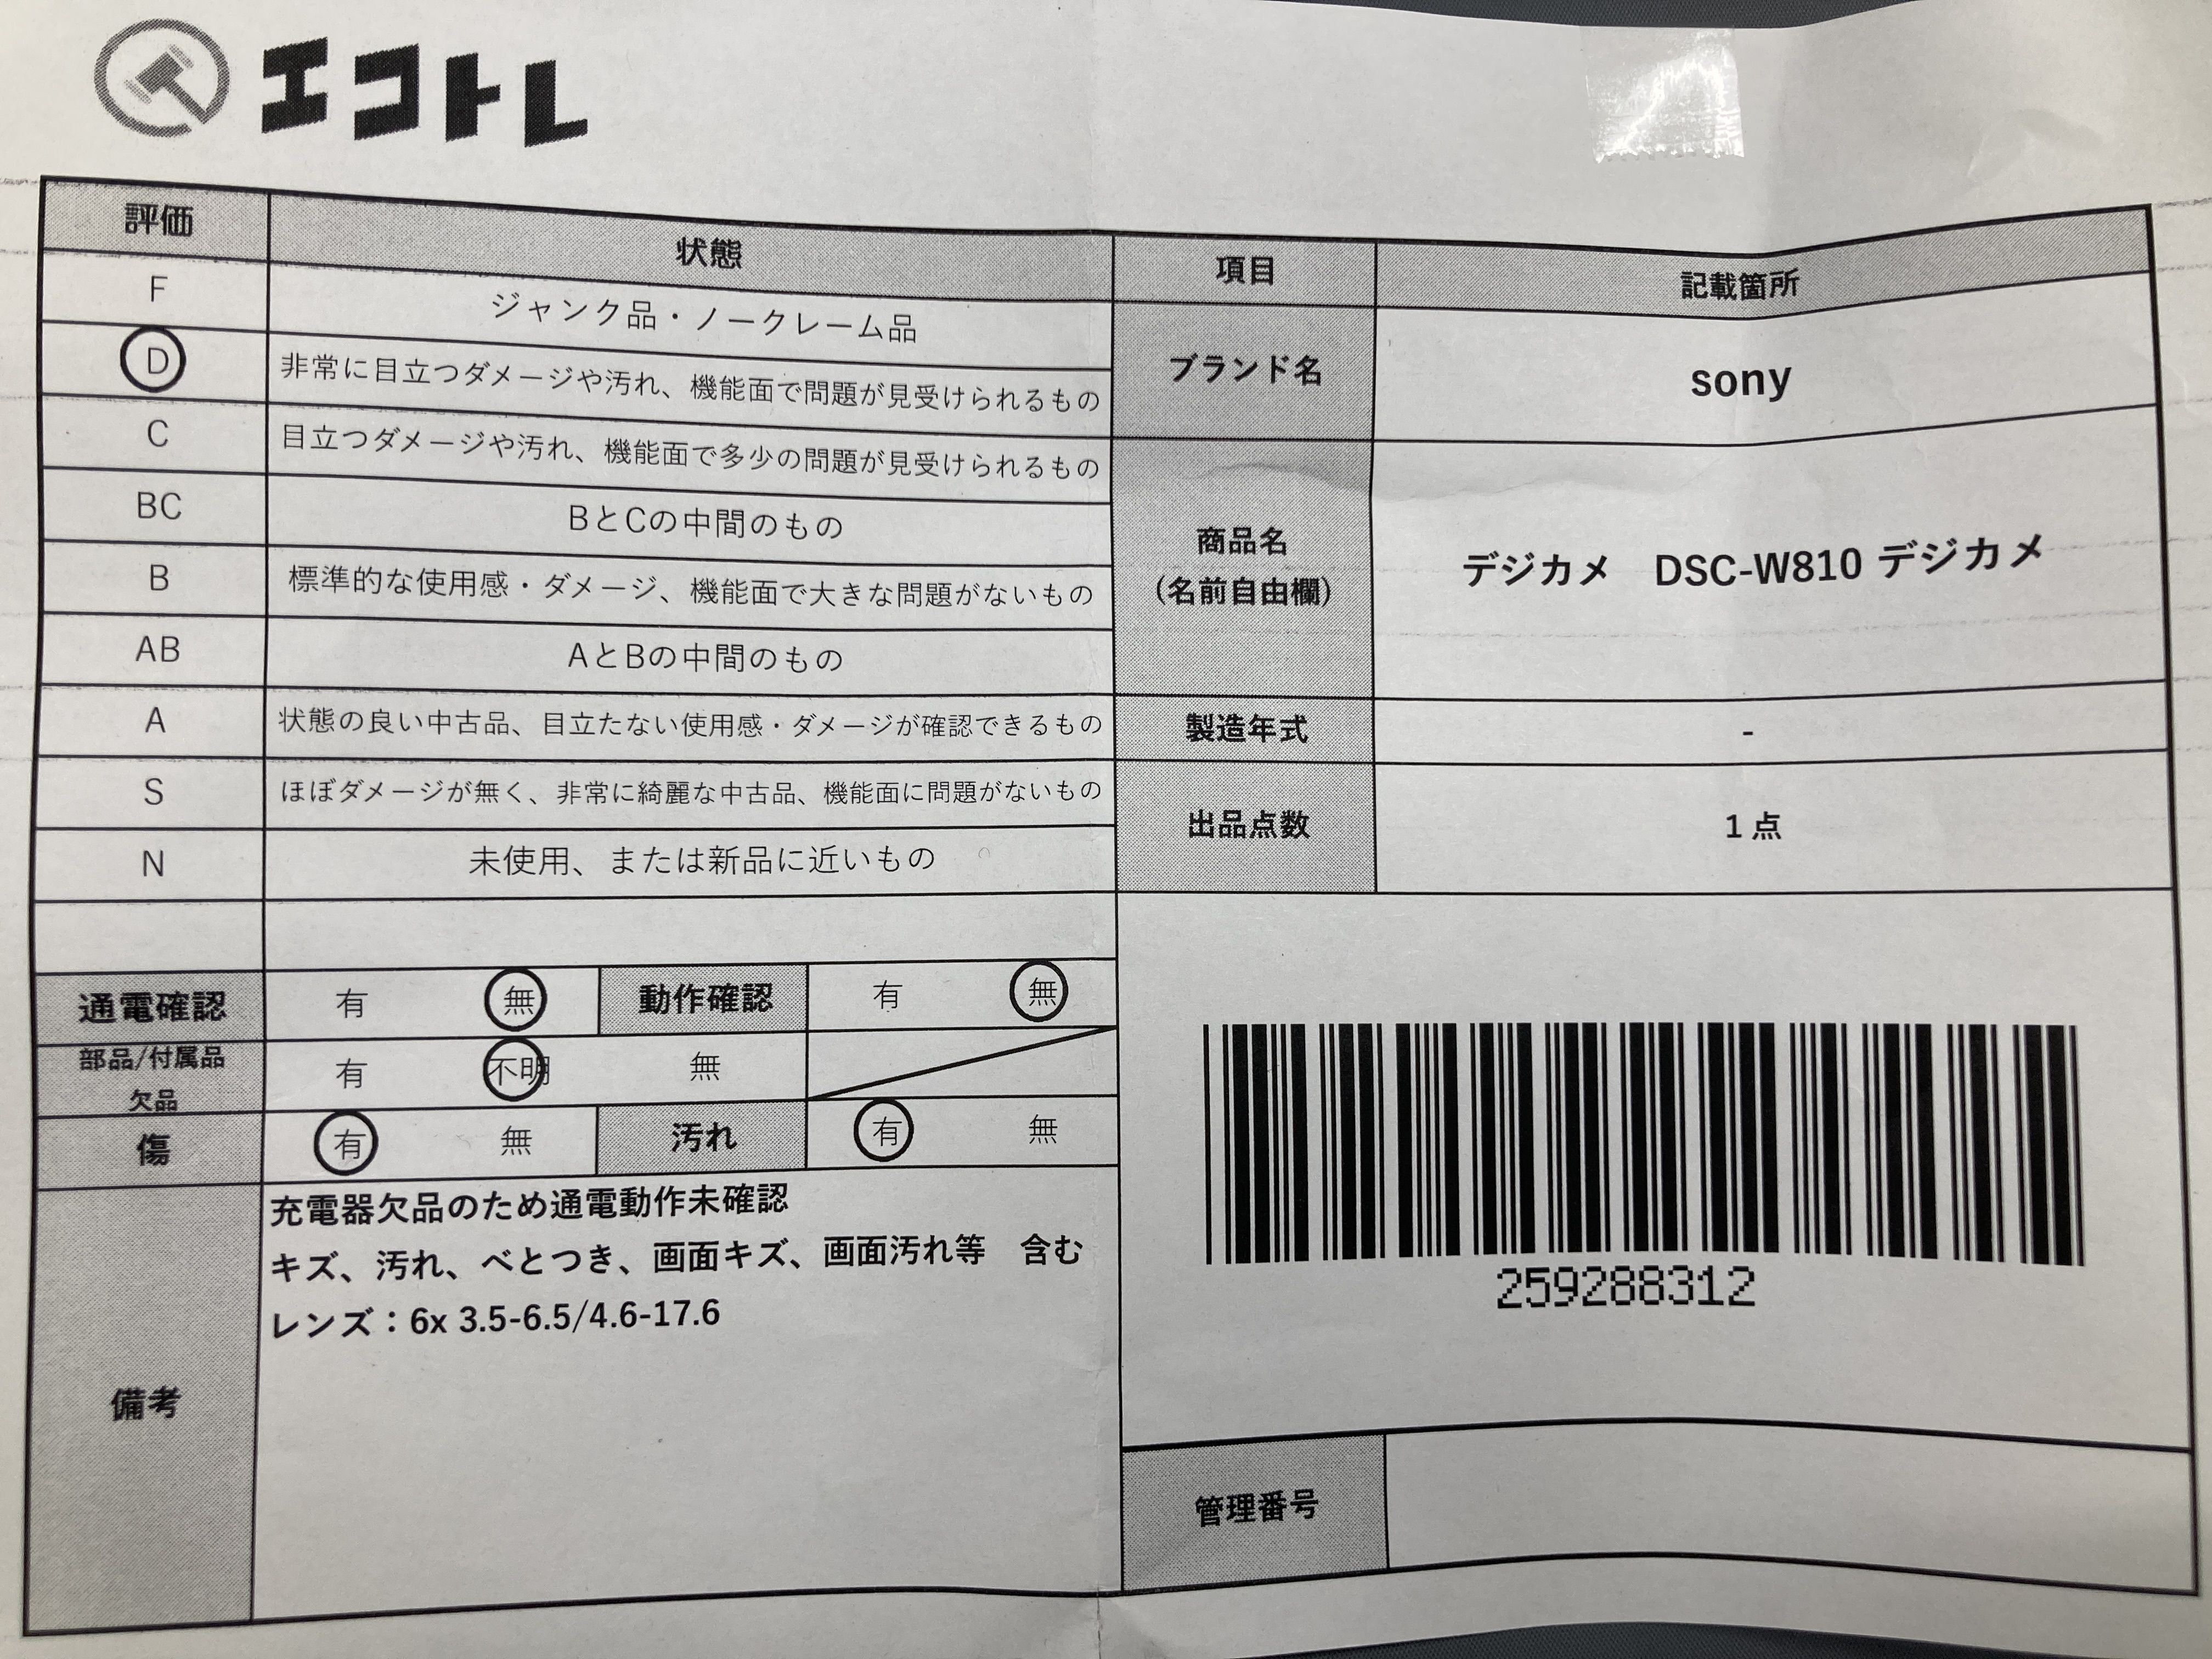 エコトレ
評価 状態
F ジャンク品・ノークレーム品
D 非常に目立つダメージや汚れ、機能面で問題が見受けられるもの
C 目立つダメージや汚れ、機能面で多少の問題が見受けられるもの
BC BとCの中間のもの
B 標準的な使用感・ダメージ、機能面で大きな問題がないもの
AB AとBの中間のもの
A 状態の良い中古品、目立たない使用感・ダメージが確認できるもの
S ほぼダメージが無く、非常に綺麗な中古品、機能面に問題がないもの
N 未使用、または新品に近いもの
通電確認 有 無 動作確認 有 無
部品/付属品
欠品 有 不明 無
傷 有 無 汚れ 有 無
備考
充電器欠品のため通電動作未確認
キズ、汚れ、べとつき、画面キズ、画面汚れ等　含む
レンズ：6x 3.5-6.5/4.6-17.6
項目 記載箇所
ブランド名 sony
商品名
(名前自由欄) デジカメ　DSC-W810 デジカメ
製造年式 -
出品点数 1 点
259288312
管理番号